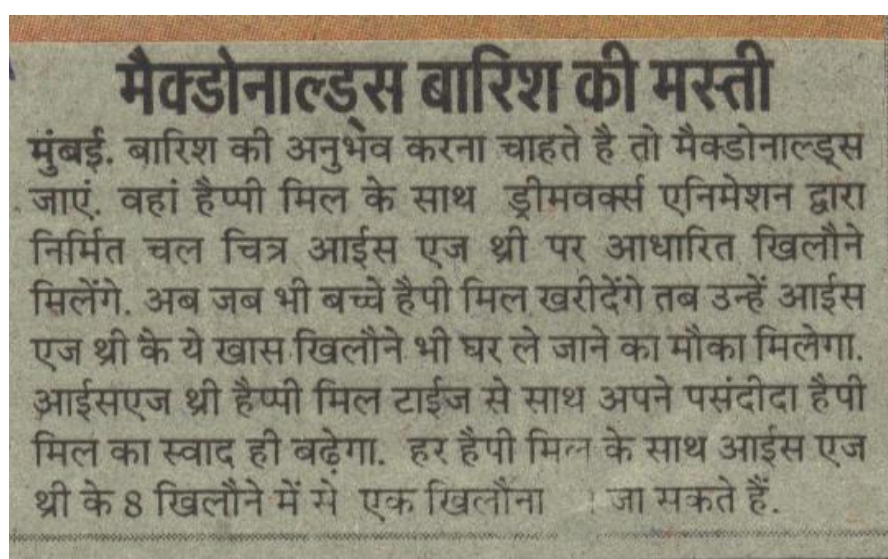 मैक्डोनाल्ड्स बारिश की मस्ती
मुंबई. बारिश की अनुभव करना चाहते है तो मैक्डोनाल्ड्स
जाएं. वहां हैप्पी मिल के साथ ड्रीमवर्क्स एनिमेशन द्वारा
निर्मित चल चित्र आईस एज थ्री पर आधारित खिलौने
मिलेंगे. अब जब भी बच्चे हैपी मिल खरीदेंगे तब उन्हें आईस
एज थ्री कै ये खास खिलौने भी घर ले जाने का मौका मिलेगा.
आईसएज थ्री हैप्पी मिल टाईज से साथ अपने पसंदीदा हैपी
मिल का स्वाद ही बढ़ेगा. हर हैपी मिल के साथ आईस एज
थ्री के 8 खिलौने में से एक खिलौना जा सकते हैं.